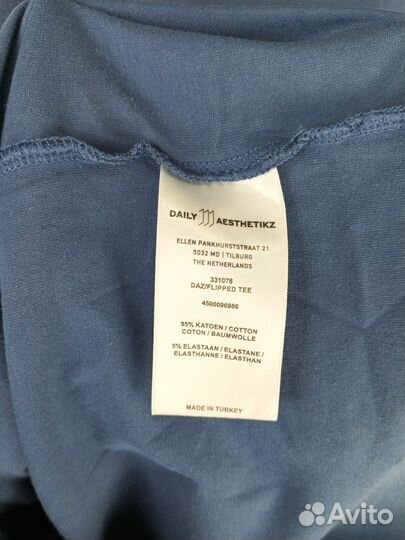 DAILY AESTHETIKZ
ELLEN PANKHURSTSTRAAT 21
5032 MD | TILBURG
THE NETHERLANDS
331076
DAZ/FLIPPED TEE
4500096986
95% KATOEN / COTTON
COTON / BAUMWOLLE
5% ELASTAAN / ELASTANE /
ELASTHANNE / ELASTHAN
MADE IN TURKEY
Avito